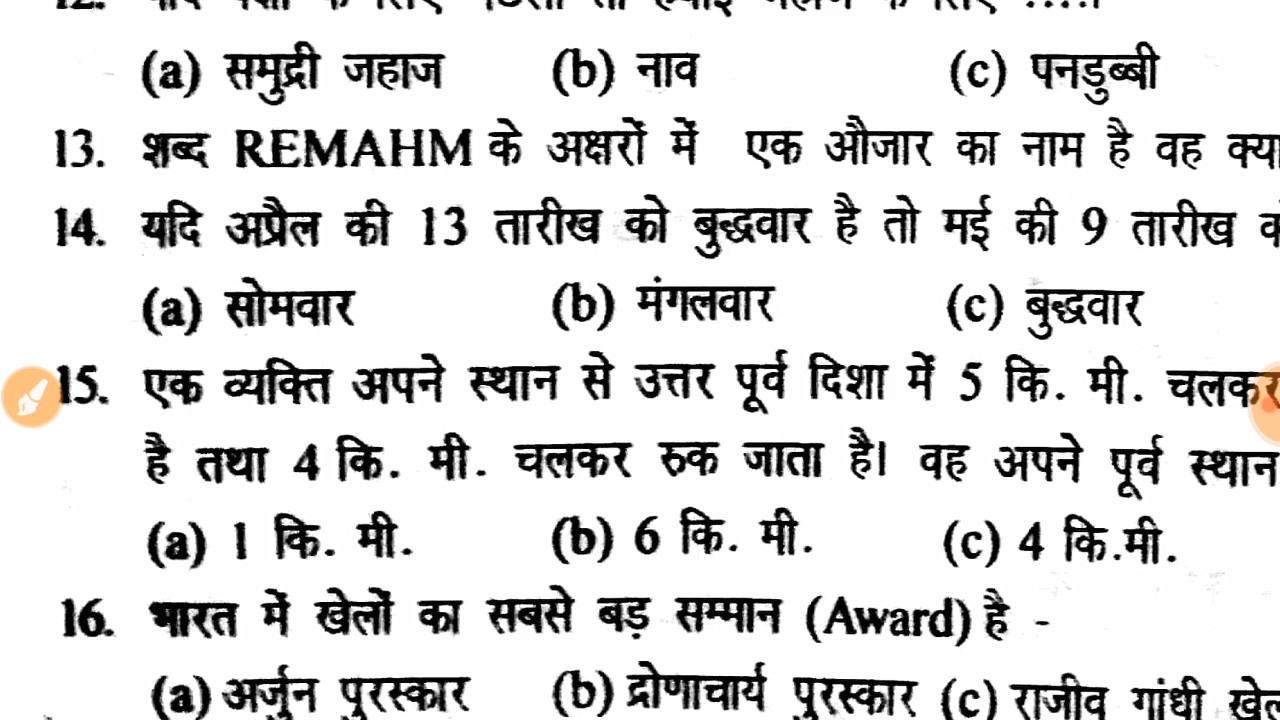 (a) समुद्री जहाज (b) नाव (c) पनडुब्बी
13. शब्द REMAHM के अक्षरों में एक औजार का नाम है वह क्या
14. यदि अप्रैल की 13 तारीख को बुद्धवार है तो मई की 9 तारीख
(a) सोमवार (b) मंगलवार (c) बुद्धवार
15. एक व्यक्ति अपने स्थान से उत्तर पूर्व दिशा में 5 कि. मी. चलकर
है तथा 4 कि. मी. चलकर रुक जाता है। वह अपने पूर्व स्थान
(a) 1 कि. मी. (b) 6 कि. मी. (c) 4 कि.मी.
16. भारत में खेलों का सबसे बड़ सम्मान (Award) है -
(a) अर्जुन पुरस्कार (b) द्रोणाचार्य पुरस्कार (c) राजीव गांधी